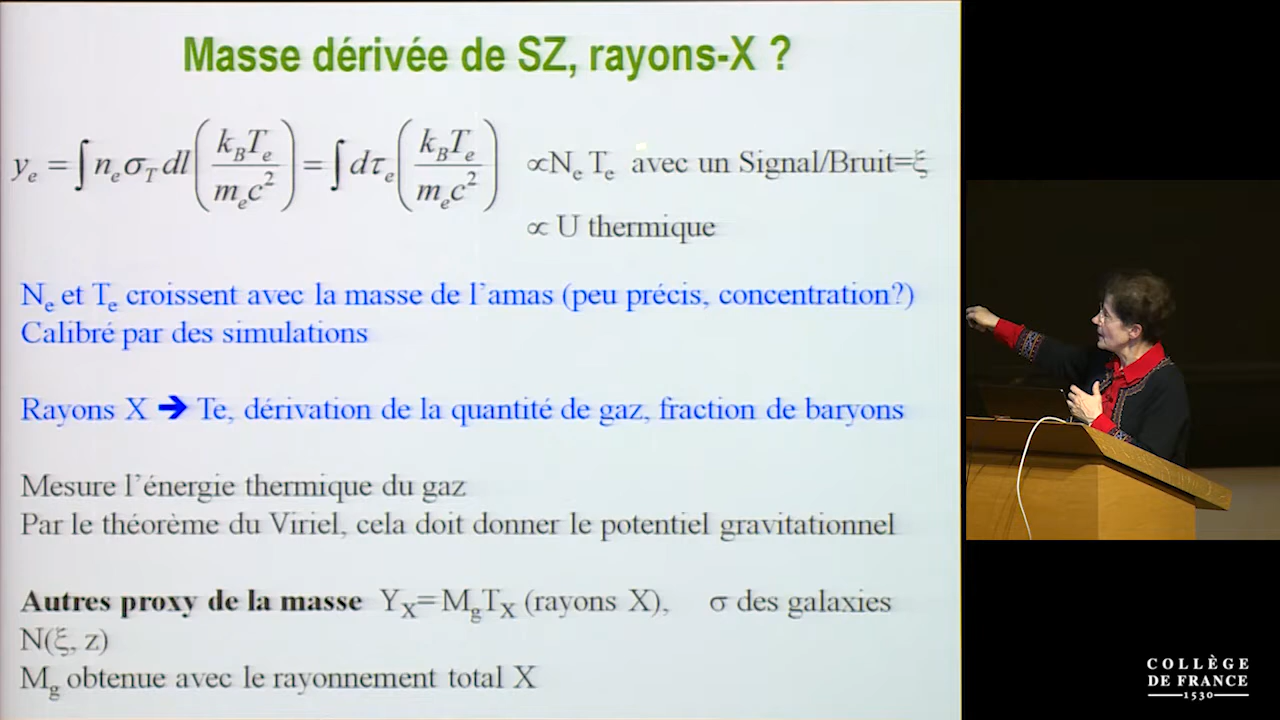 Masse dérivée de SZ, rayons-X ?
y_e = ∫ n_e σ_T dl (k_B T_e / m_e c²) = ∫ dτ_e (k_B T_e / m_e c²) ∝N_e T_e avec un Signal/Bruit=ξ
∝ U thermique
N_e et T_e croissent avec la masse de l'amas (peu précis, concentration?)
Calibré par des simulations
Rayons X ➔ Te, dérivation de la quantité de gaz, fraction de baryons
Mesure l'énergie thermique du gaz
Par le théorème du Viriel, cela doit donner le potentiel gravitationnel
Autres proxy de la masse Y_X=M_gT_X (rayons X), σ des galaxies
N(ξ, z)
M_g obtenue avec le rayonnement total X
COLLÈGE
DE FRANCE
1530